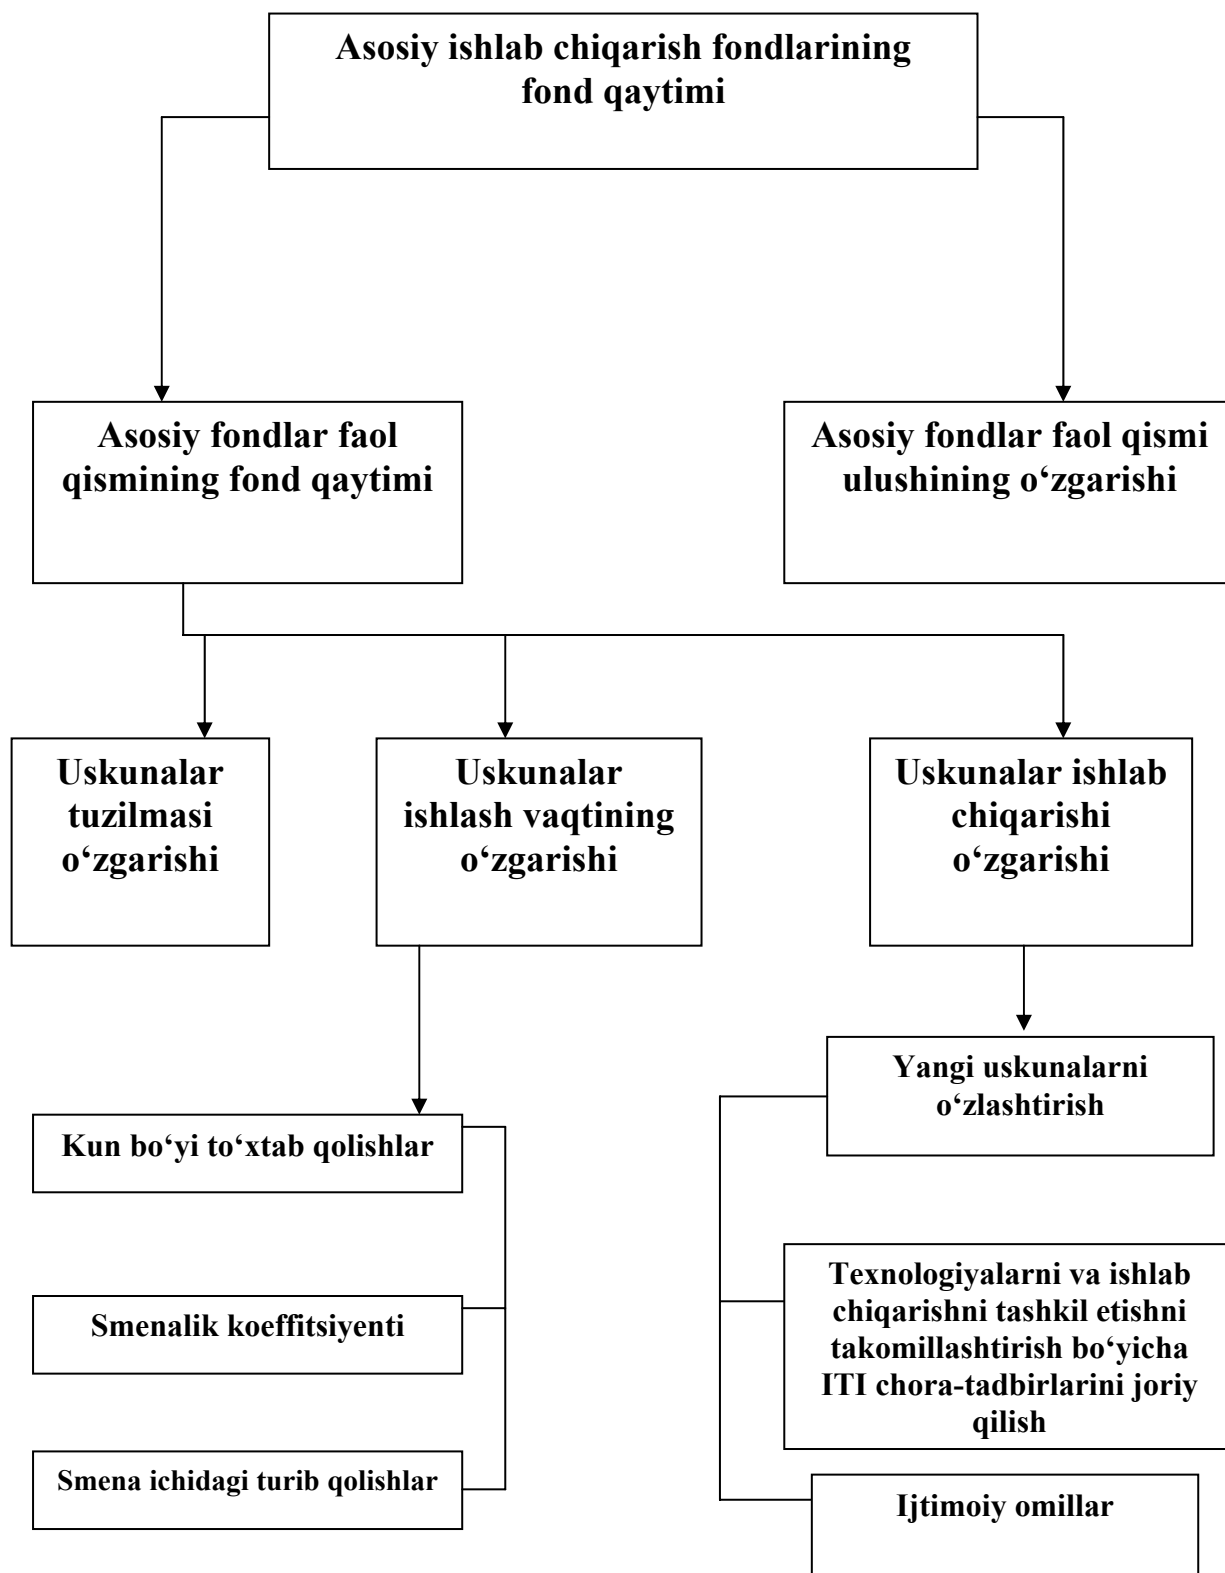 Asosiy ishlab chiqarish fondlarining
fond qaytimi
Asosiy fondlar faol
qismining fond qaytimi
Asosiy fondlar faol qismi
ulushining o‘zgarishi
Uskunalar
tuzilmasi
o‘zgarishi
Uskunalar
ishlash vaqtining
o‘zgarishi
Uskunalar ishlab
chiqarishi
o‘zgarishi
Kun bo‘yi to‘xtab qolishlar
Smenalik koeffitsiyenti
Smena ichidagi turib qolishlar
Yangi uskunalarni
o‘zlashtirish
Texnologiyalarni va ishlab
chiqarishni tashkil etishni
takomillashtirish bo‘yicha
ITI chora-tadbirlarini joriy
qilish
Ijtimoiy omillar